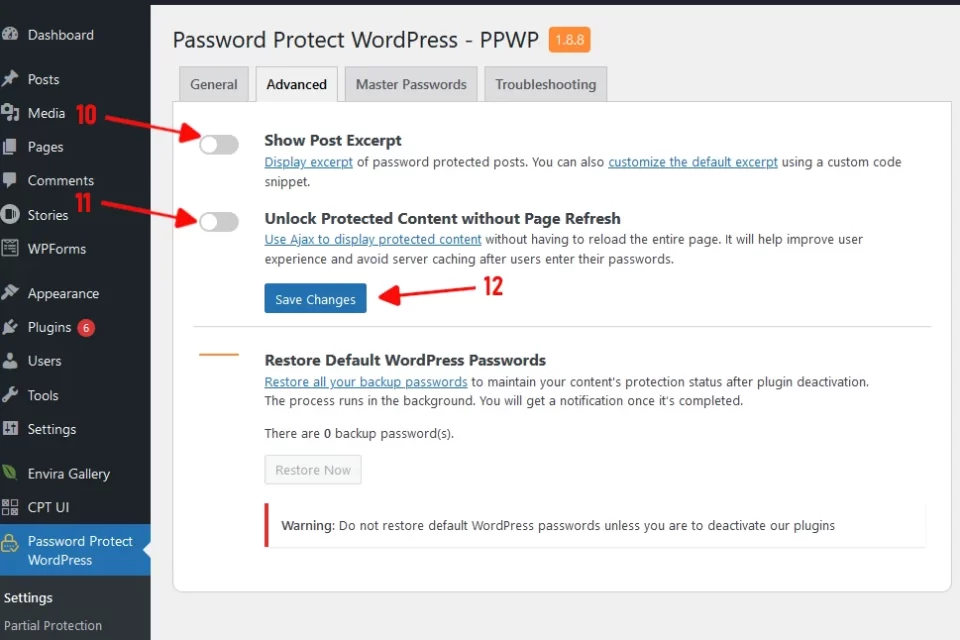 Dashboard
Posts
Media
Pages
Comments
Stories
WPForms
Appearance
Plugins 6
Users
Tools
Settings
Envira Gallery
CPT UI
Password Protect
WordPress
Settings
Partial Protection
Password Protect WordPress - PPWP 1.8.8
General Advanced Master Passwords Troubleshooting
10
Show Post Excerpt
Display excerpt of password protected posts. You can also customize the default excerpt using a custom code
snippet.
11
Unlock Protected Content without Page Refresh
Use Ajax to display protected content without having to reload the entire page. It will help improve user
experience and avoid server caching after users enter their passwords.
Save Changes
12
Restore Default WordPress Passwords
Restore all your backup passwords to maintain your content's protection status after plugin deactivation.
The process runs in the background. You will get a notification once it's completed.
There are 0 backup password(s).
Restore Now
Warning: Do not restore default WordPress passwords unless you are to deactivate our plugins